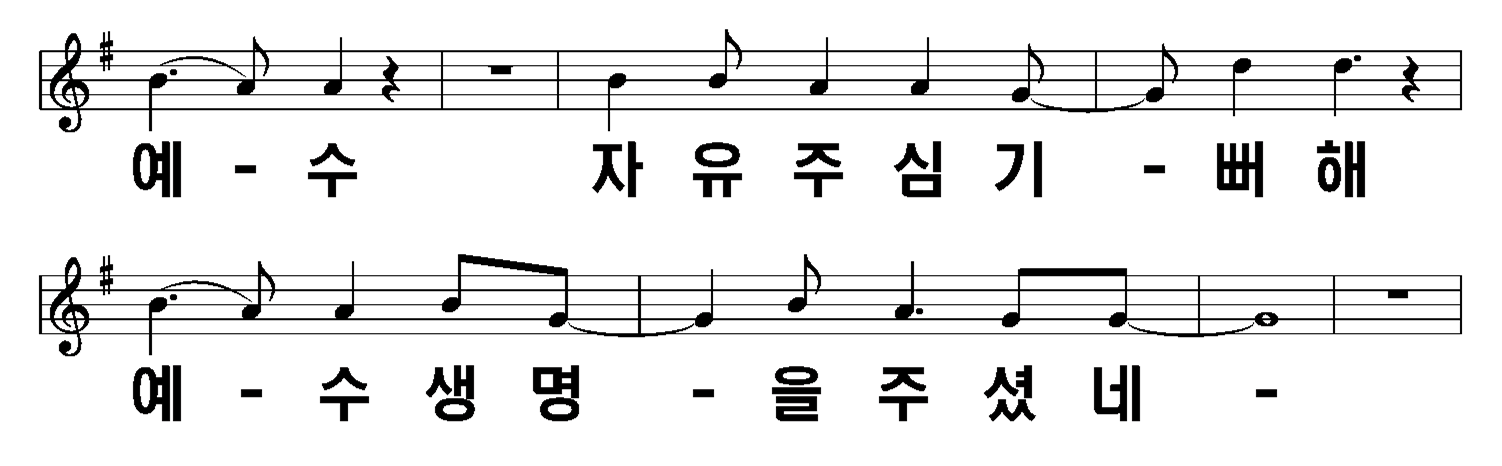 예 - 수 자 유 주 심 기 - 뻐 해
예 - 수 생 명 - 을 주 셨 네 -